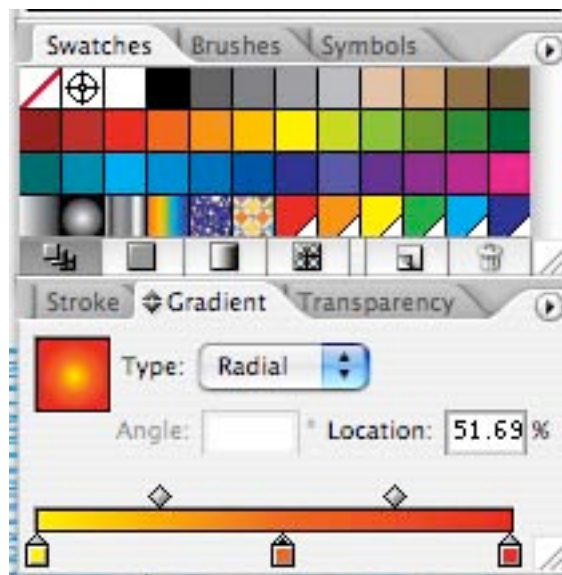 Swatches Brushes Symbols
Stroke Gradient Transparency
Type: Radial
Angle: ° Location: 51.69 %